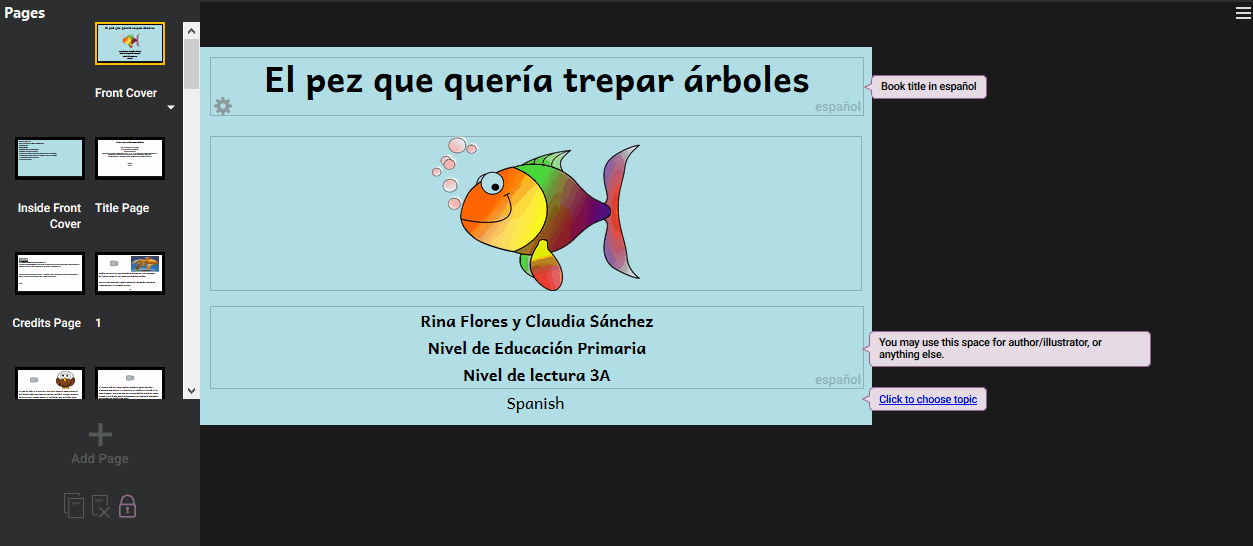 Pages
Front Cover
Inside Front
Cover
Title Page
Credits Page
1
Add Page
El pez que quería trepar árboles
español
Book title in español
Rina Flores y Claudia Sánchez
Nivel de Educación Primaria
Nivel de lectura 3A
español
You may use this space for author/illustrator, or
anything else.
Spanish
Click to choose topic